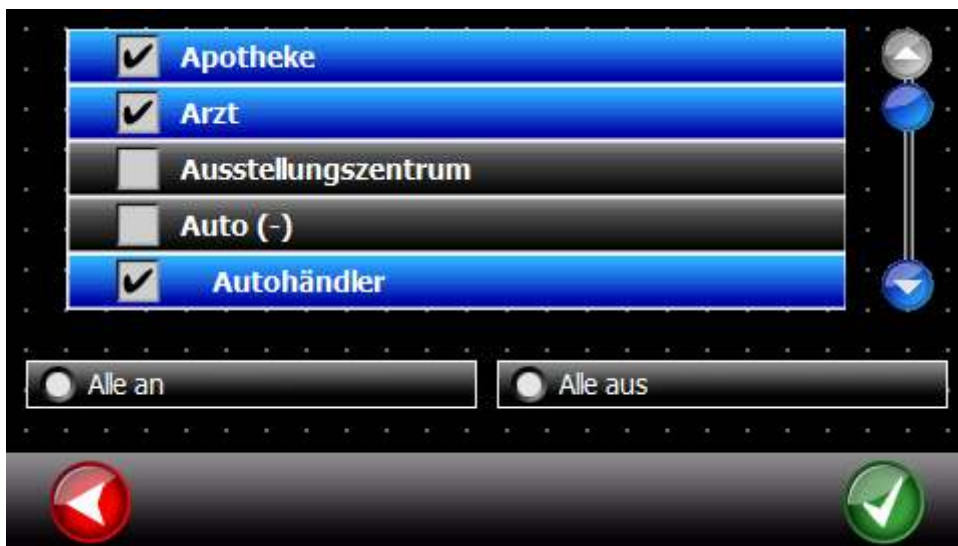 Apotheke
Arzt
Ausstellungszentrum
Auto (-)
Autohändler
Alle an
Alle aus